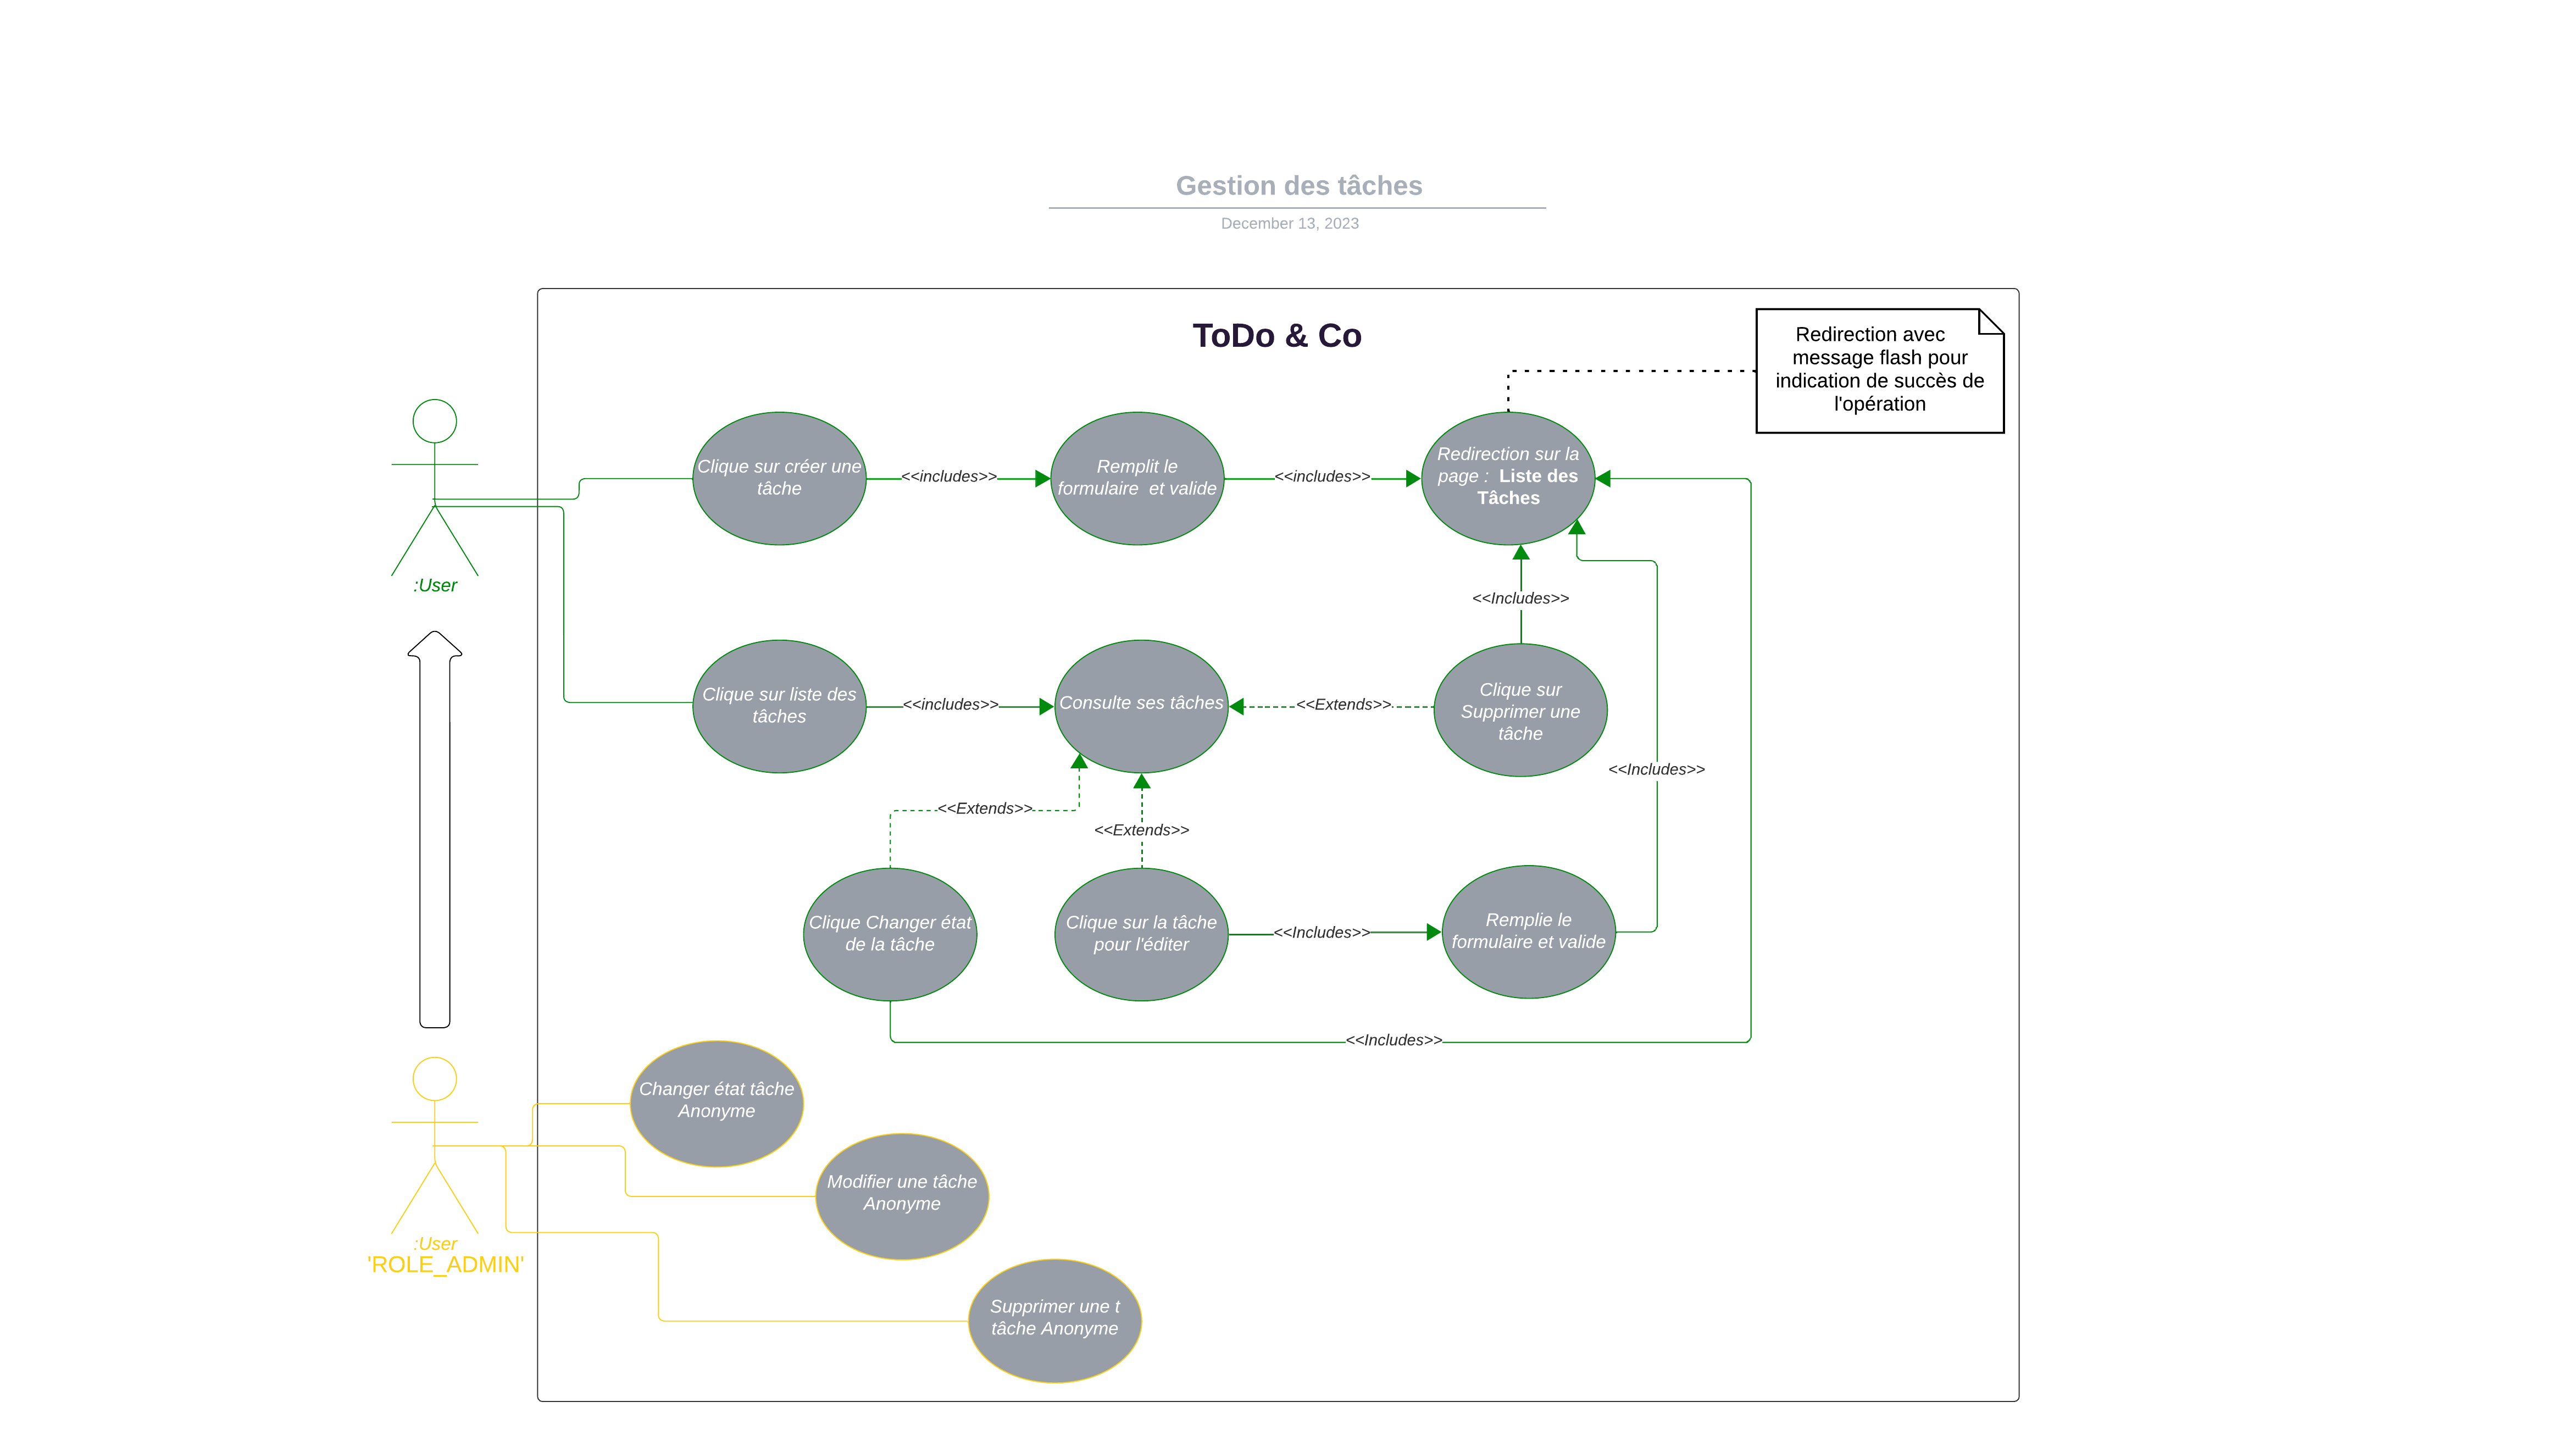 Gestion des tâches
December 13, 2023
ToDo & Co
Redirection avec
message flash pour
indication de succès de
l'opération
:User
Clique sur créer une
tâche
<<includes>>
Remplit le
formulaire  et valide
<<includes>>
Redirection sur la
page :  Liste des
Tâches
<<Includes>>
Clique sur liste des
tâches
<<includes>>
Consulte ses tâches
<<Extends>>
Clique sur
Supprimer une
tâche
<<Includes>>
<<Extends>>
<<Extends>>
Clique Changer état
de la tâche
Clique sur la tâche
pour l'éditer
<<Includes>>
Remplie le
formulaire et valide
<<Includes>>
Changer état tâche
Anonyme
Modifier une tâche
Anonyme
:User
'ROLE_ADMIN'
Supprimer une t
tâche Anonyme